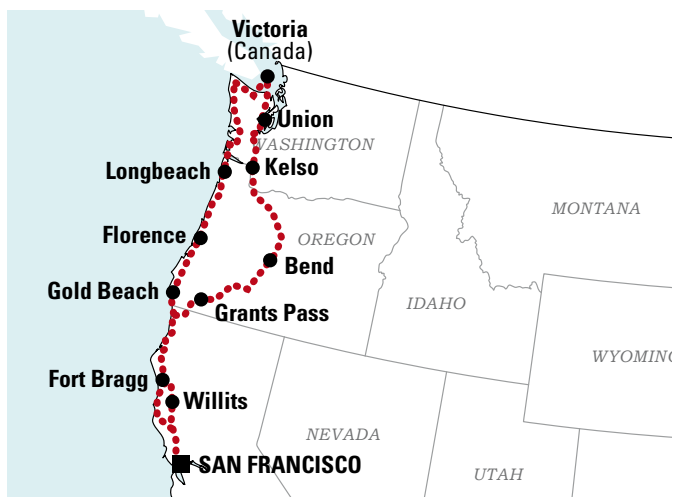 Victoria
(Canada)
Union
WASHINGTON
Longbeach
Kelso
MONTANA
Florence
OREGON
Bend
Gold Beach
IDAHO
Grants Pass
WYOMING
Fort Bragg
Willits
NEVADA
SAN FRANCISCO
UTAH